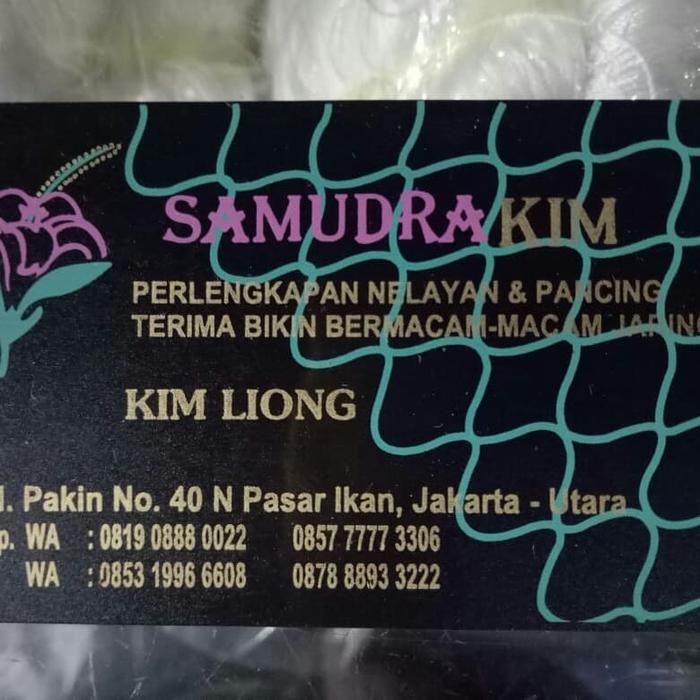 SAMUDRA KIM
PERLENGKAPAN NELAYAN & PANCING
TERIMA BIKIN BERMACAM-MACAM JARING
KIM LIONG
l. Pakin No. 40 N Pasar Ikan, Jakarta - Utara
p. WA : 0819 0888 0022 0857 7777 3306
WA : 0853 1996 6608 0878 8893 3222